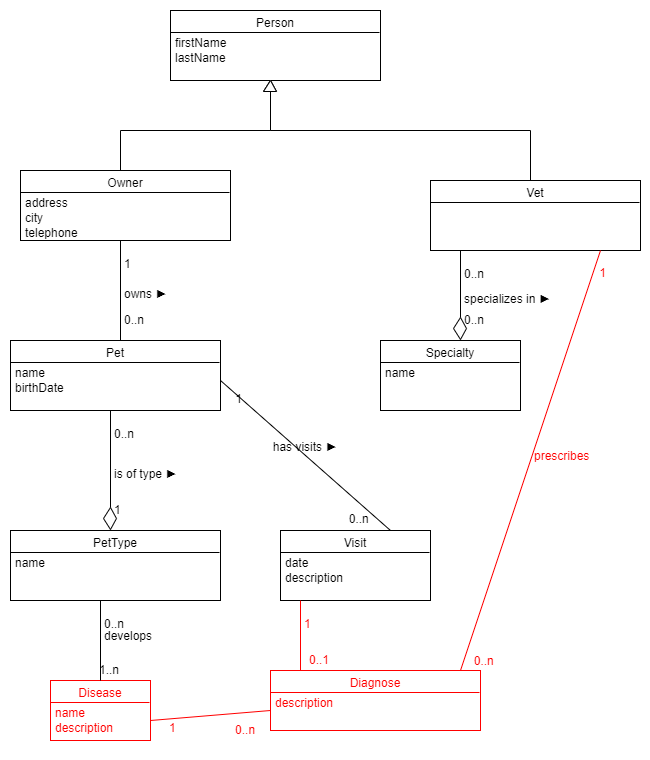 Person
firstName
lastName
Owner
address
city
telephone
Vet
1
owns ►
0..n
0..n
specializes in ►
0..n
1
Pet
name
birthDate
Specialty
name
1
has visits ►
0..n
0..n
is of type ►
1
prescribes
PetType
name
Visit
date
description
0..n
develops
1..n
1
0..1
0..n
Disease
name
description
Diagnose
description
1
0..n